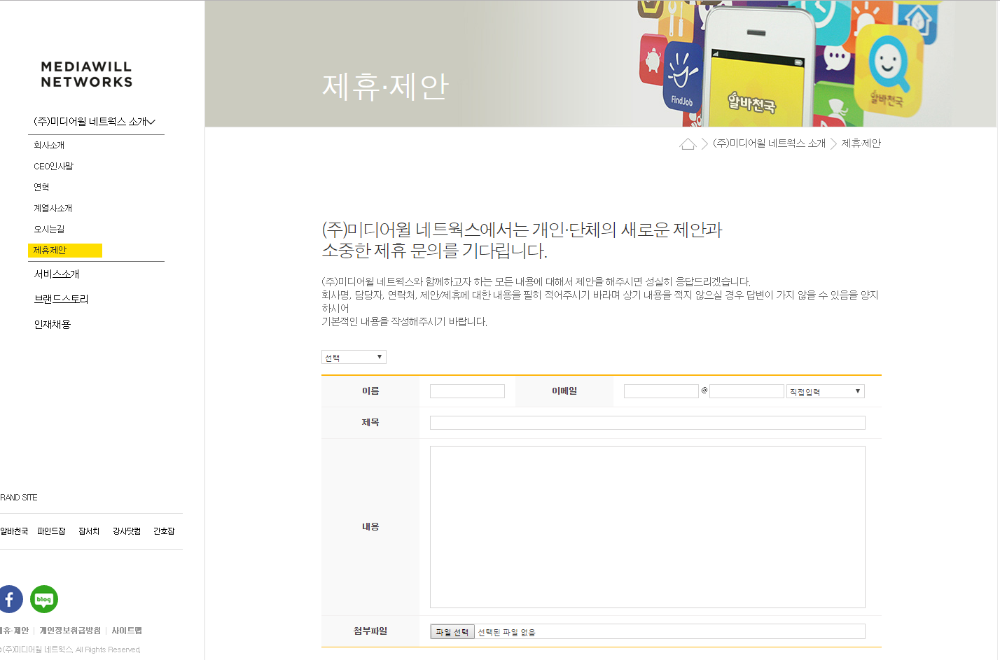 MEDIAWILL
NETWORKS
(주)미디어윌 네트웍스 소개
회사소개
CEO인사말
연혁
계열사소개
오시는길
제휴·제안
서비스소개
브랜드스토리
인재채용
RAND SITE
알바천국 파인드잡 잡서치 강사닷컴 간호잡
blog
휴·제안 | 개인정보취급방침 | 사이트맵
(주)미디어윌 네트웍스. All Rights Reserved.
제휴·제안
FindJob
알바천국
알바천국
(주)미디어윌 네트웍스 소개 > 제휴·제안
(주)미디어윌 네트웍스에서는 개인·단체의 새로운 제안과
소중한 제휴 문의를 기다립니다.
(주)미디어윌 네트웍스와 함께하고자 하는 모든 내용에 대해서 제안을 해주시면 성실히 응답드리겠습니다.
회사명, 담당자, 연락처, 제안/제휴에 대한 내용을 필히 적어주시기 바라며 상기 내용을 적지 않으실 경우 답변이 가지 않을 수 있음을 양지
하시어
기본적인 내용을 작성해주시기 바랍니다.
선택
이름 이메일 @ 직접입력
제목
내용
첨부파일 파일 선택 선택된 파일 없음